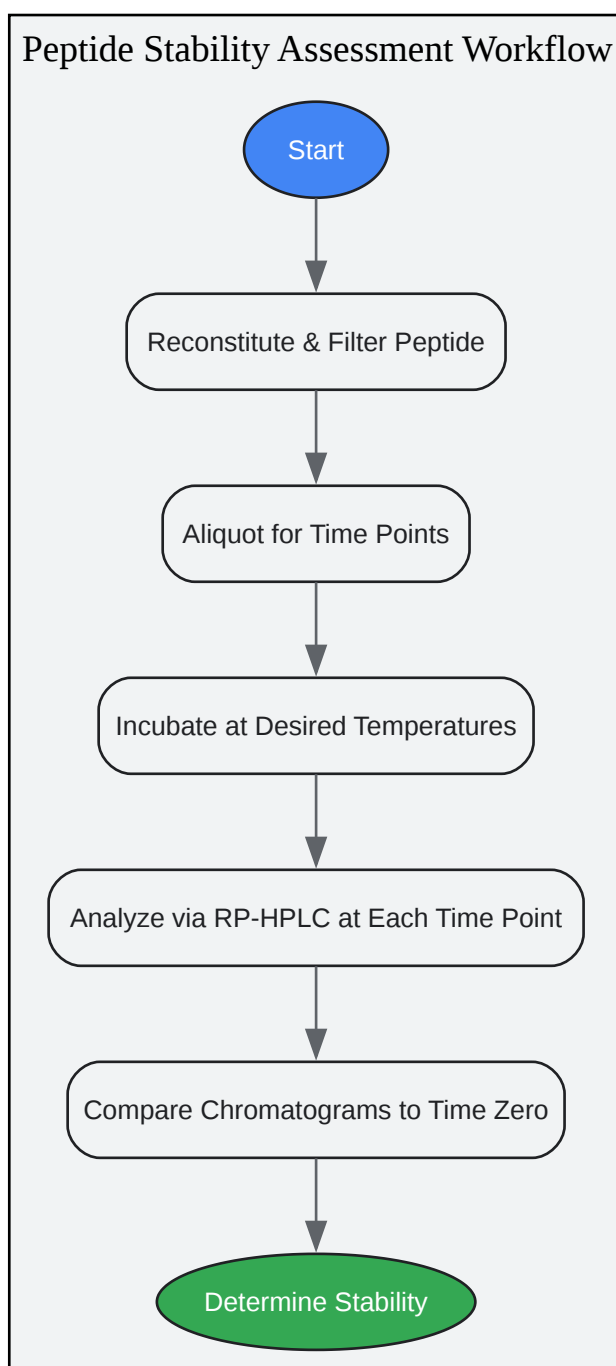 Peptide Stability Assessment Workflow
Start
Reconstitute & Filter Peptide
Aliquot for Time Points
Incubate at Desired Temperatures
Analyze via RP-HPLC at Each Time Point
Compare Chromatograms to Time Zero
Determine Stability